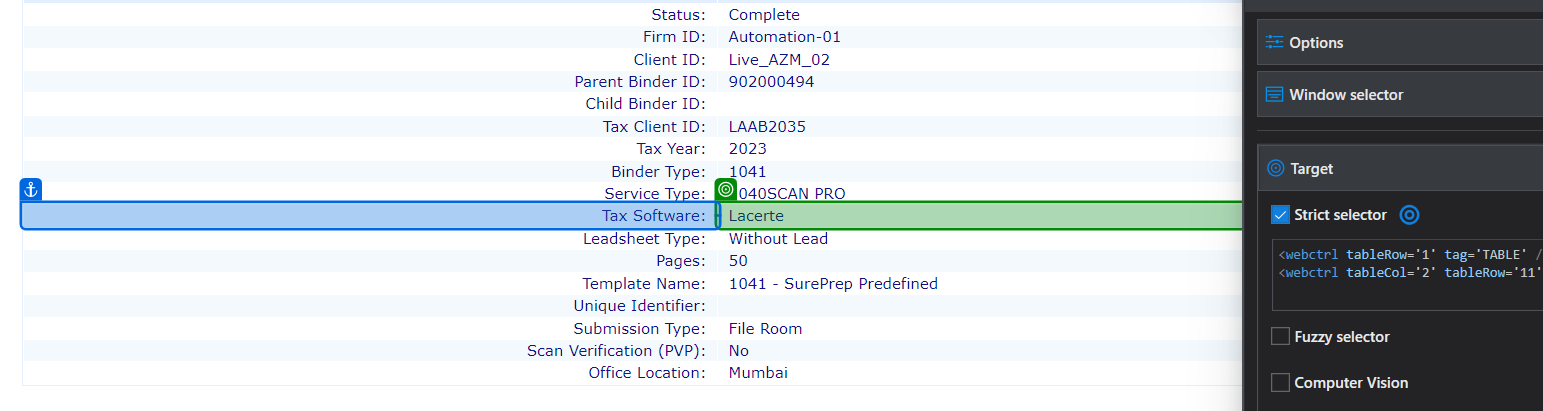 Status: Complete
Firm ID: Automation-01
Client ID: Live_AZM_02
Parent Binder ID: 902000494
Child Binder ID:
Tax Client ID: LAAB2035
Tax Year: 2023
Binder Type: 1041
Service Type: 040SCAN PRO
Tax Software: Lacerte
Leadsheet Type: Without Lead
Pages: 50
Template Name: 1041 - SurePrep Predefined
Unique Identifier:
Submission Type: File Room
Scan Verification (PVP): No
Office Location: Mumbai
Options
Window selector
Target
Strict selector
<webctrl tableRow='1' tag='TABLE' /
<webctrl tableCol='2' tableRow='11'
Fuzzy selector
Computer Vision